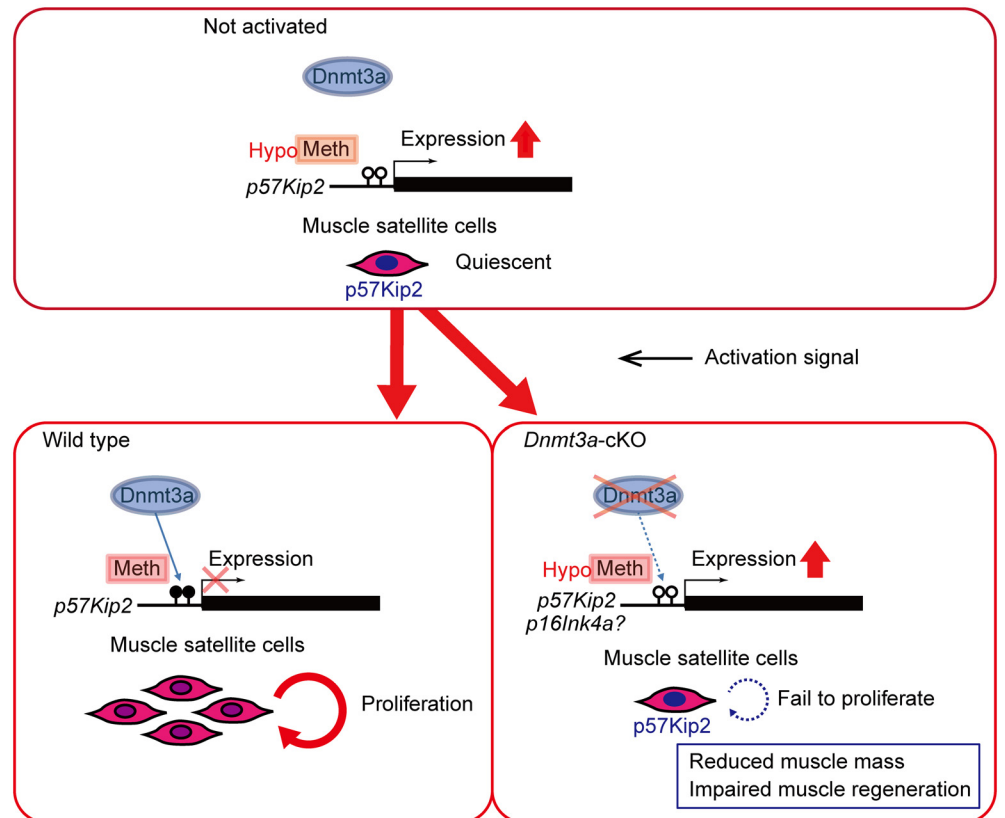 Not activated
Dnmt3a
Expression
Hypo Meth
p57Kip2
Muscle satellite cells
Quiescent
p57Kip2
Activation signal
Wild type
Dnmt3a
Meth
Expression
p57Kip2
Muscle satellite cells
Proliferation
Dnmt3a-cKO
Dnmt3a
Hypo Meth
Expression
p57Kip2
p16Ink4a?
Muscle satellite cells
Fail to proliferate
p57Kip2
Reduced muscle mass
Impaired muscle regeneration